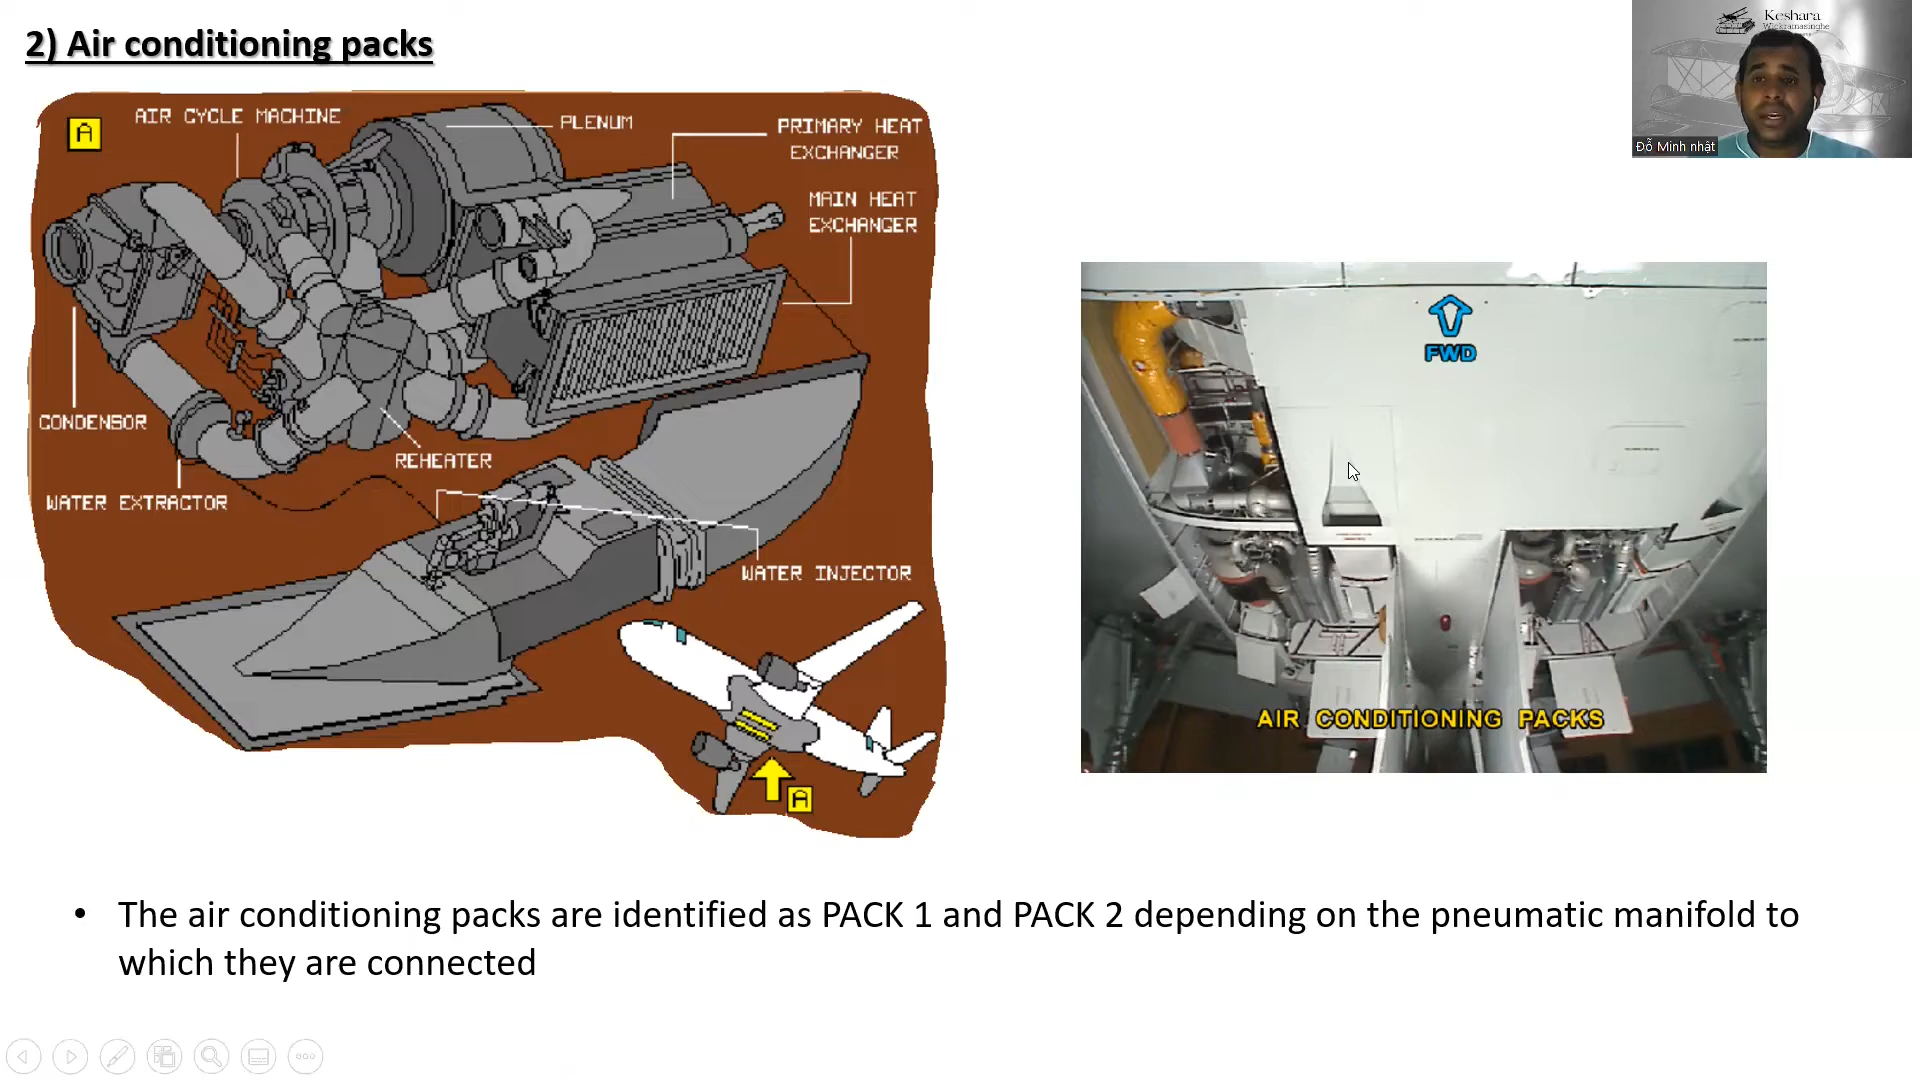 2) Air conditioning packs
A
AIR CYCLE MACHINE
PLENUM
PRIMARY HEAT
EXCHANGER
MAIN HEAT
EXCHANGER
CONDENSOR
REHEATER
WATER EXTRACTOR
WATER INJECTOR
A
FWD
AIR CONDITIONING PACKS
Keshara
Wickramasinghe
Đỗ Minh nhật
• The air conditioning packs are identified as PACK 1 and PACK 2 depending on the pneumatic manifold to
which they are connected